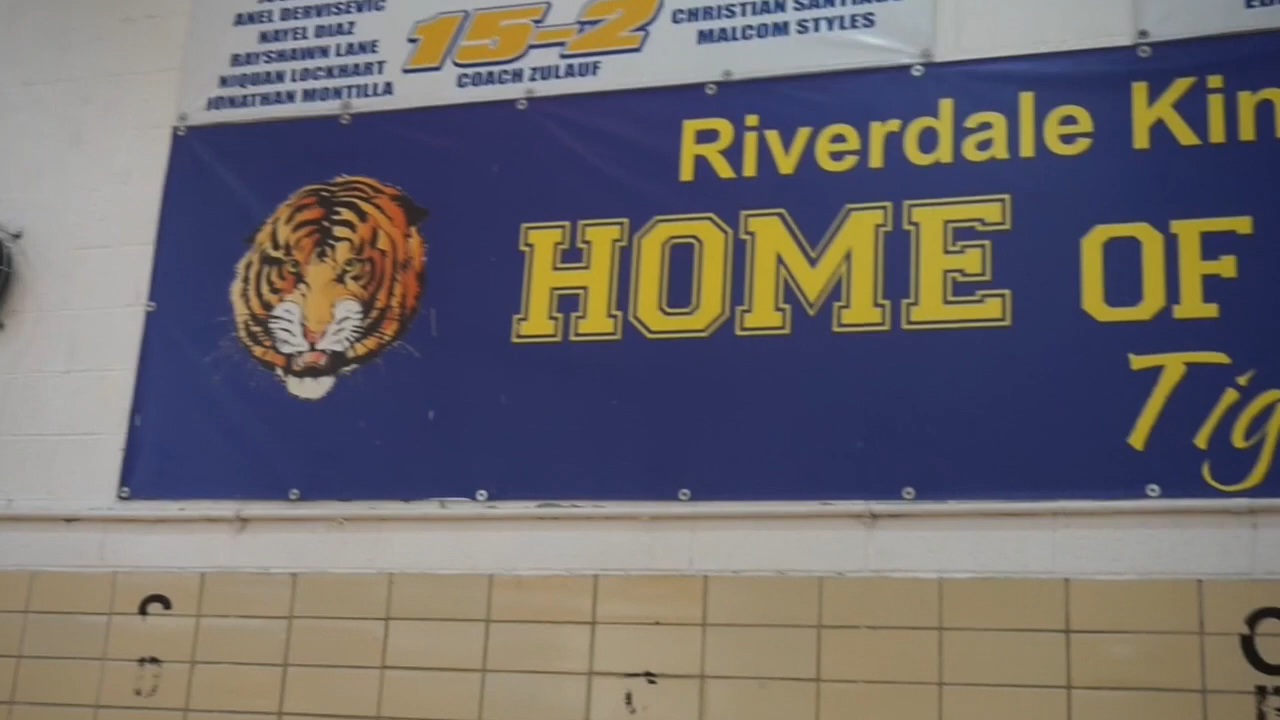 ANEL DERVISEVIC
NAYEL DIAZ
RAYSHAWN LANE
NIQUAN LOCKHART
JONATHAN MONTILLA
15-2
COACH ZULAUF
CHRISTIAN SANTIAGO
MALCOM STYLES
Riverdale Kin
HOME OF
Tig